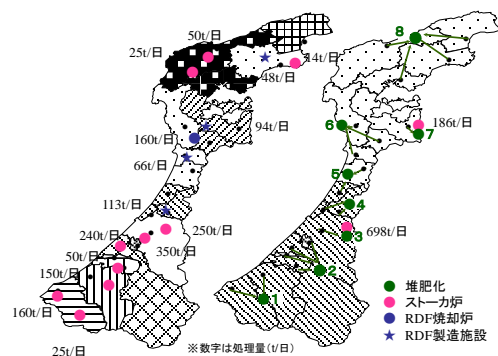 50t/日
25t/日
14t/日
48t/日
94t/日
160t/日
66t/日
113t/日
250t/日
240t/日
350t/日
50t/日
150t/日
160t/日
25t/日
8
186t/日
6
7
5
4
698t/日
3
2
1
堆肥化
ストーカ炉
RDF焼却炉
RDF製造施設
※数字は処理量(t/日)